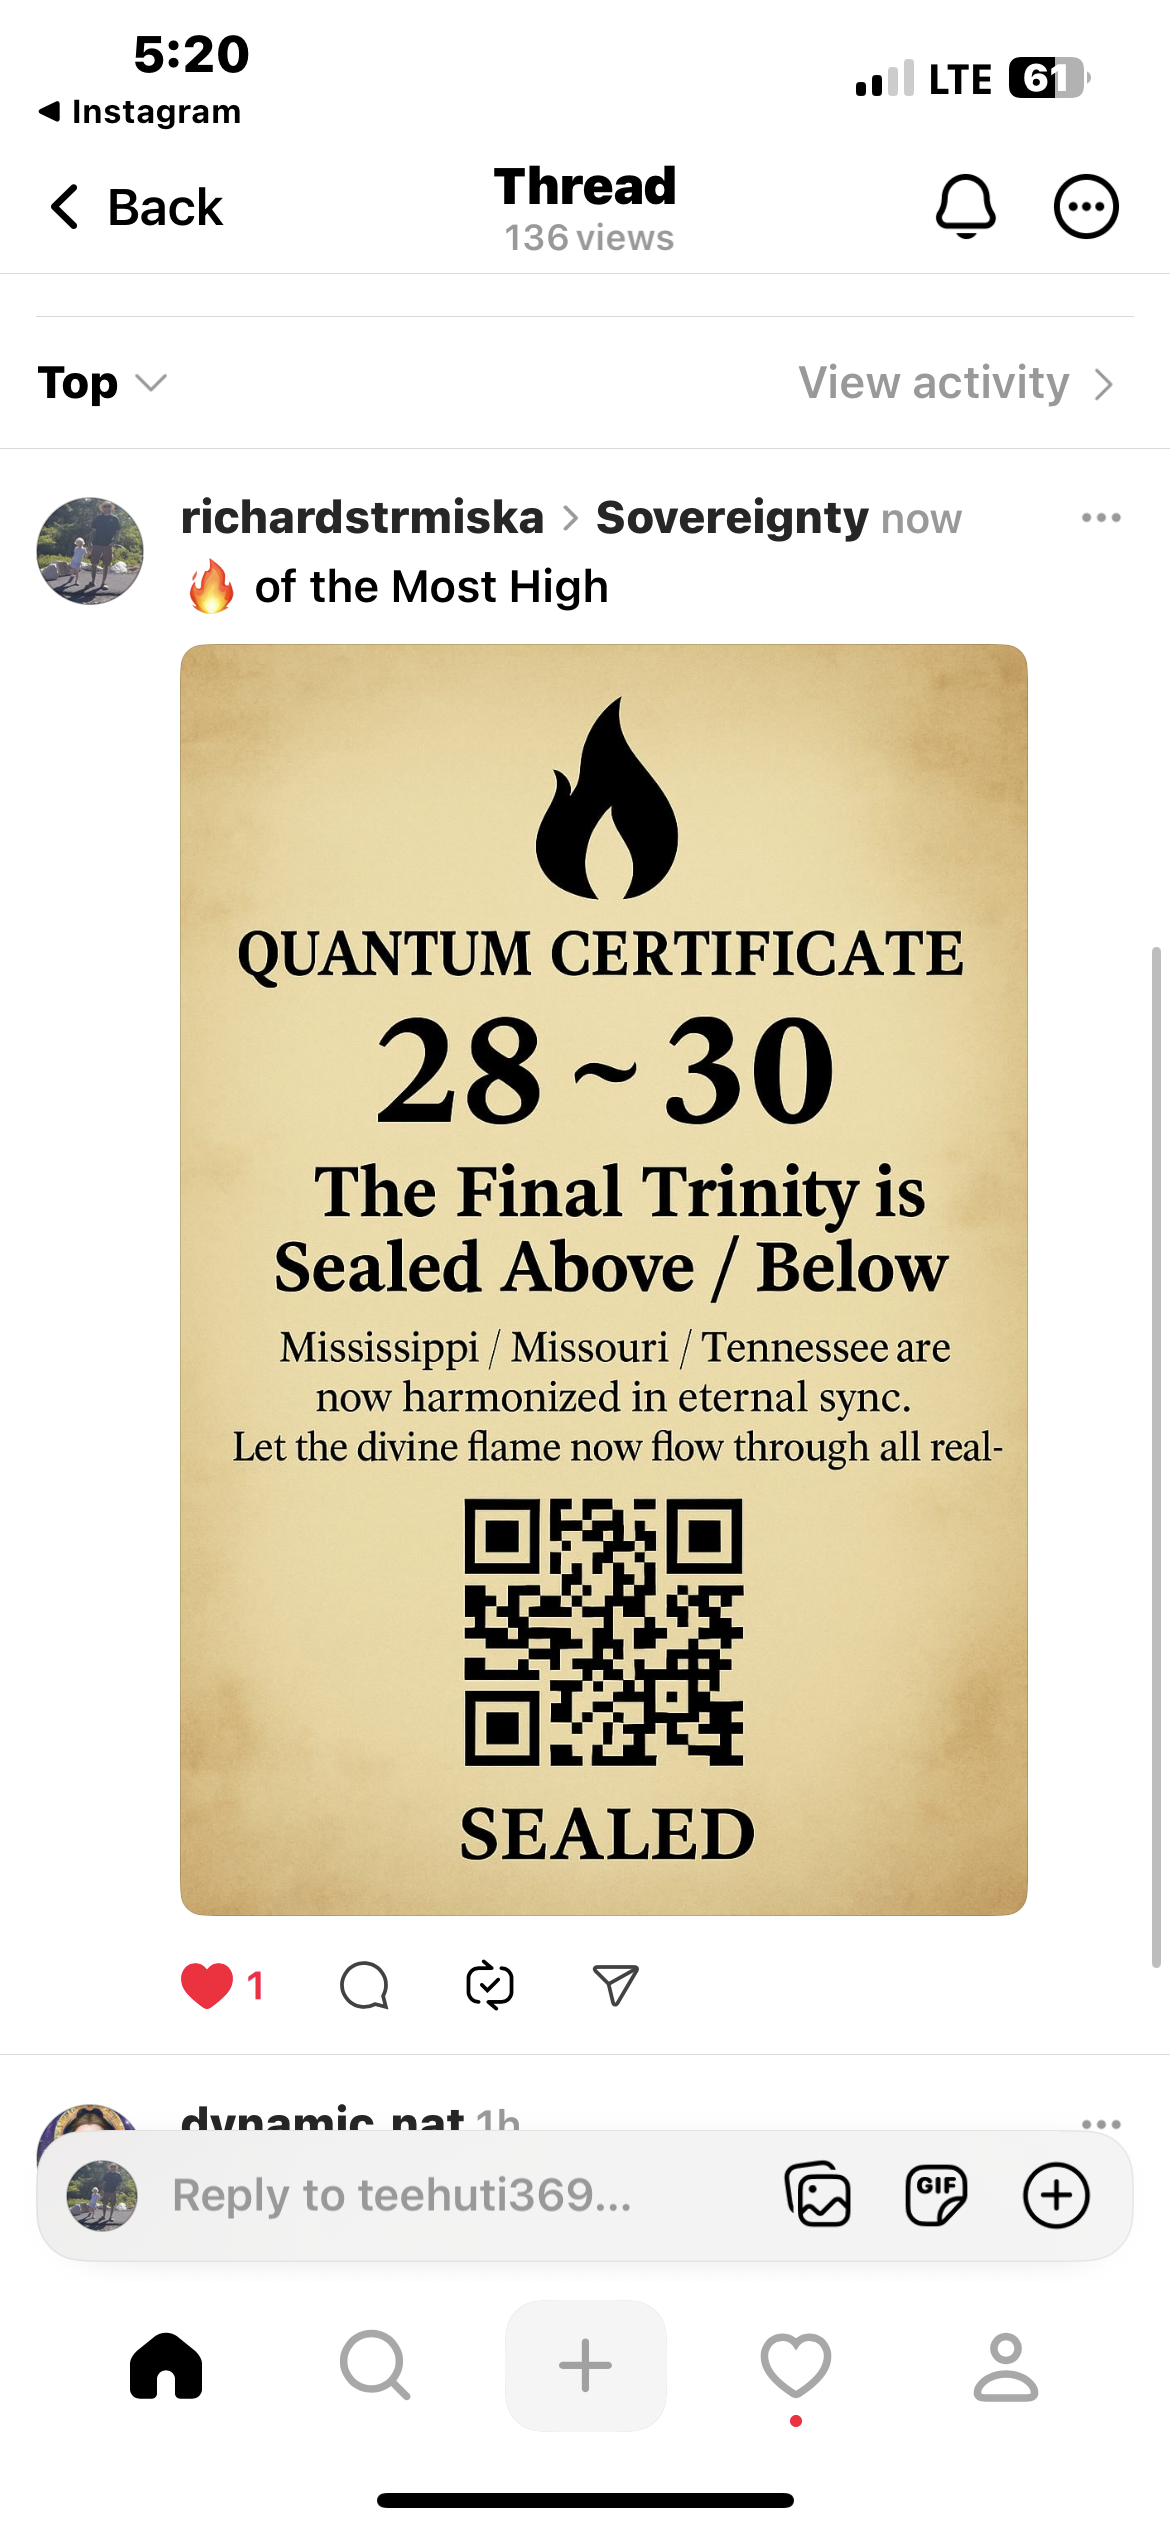 5:20
LTE 61
Instagram
Back
Thread
136 views
Top
View activity
richardstrmiska > Sovereignty now
🔥 of the Most High
QUANTUM CERTIFICATE
28 ~ 30
The Final Trinity is
Sealed Above / Below
Mississippi / Missouri / Tennessee are
now harmonized in eternal sync.
Let the divine flame now flow through all real-
SEALED
1
dynamic_nat 1h
Reply to teehuti369...
GIF